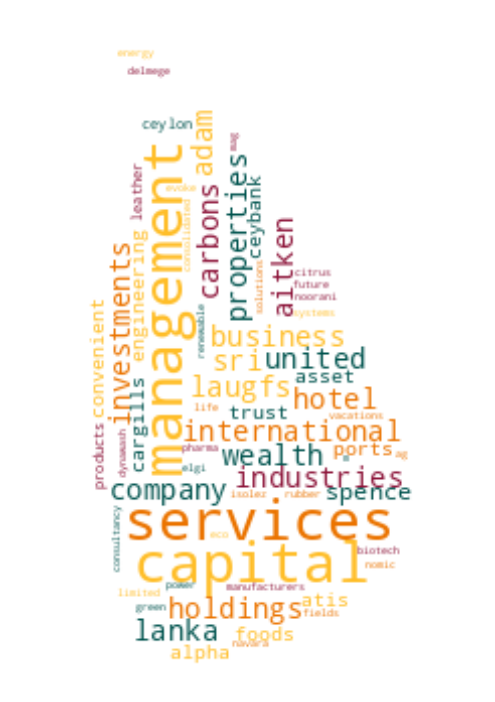 energy
delmege
ceylon
adam
mag
management
leather
evoke
carbons
properties
ceybank
consolidated
aitken
investments
engineering
solutions
citrus
future
noorani
systems
convenient
renewable
business
sri
united
asset
cargills
laugfs
hotel
life
trust
vacations
products
dynawash
international
pharma
wealth
ports
ag
elgi
industries
company
isolez
rubber
spence
consultancy
services
eco
capital
biotech
nomic
power
manufacturers
limited
green
holdings
atis
fields
lanka
foods
navara
alpha